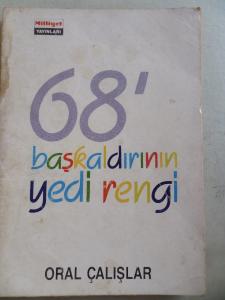 Milliyet
YAYINLARI
68'
başkaldırının
yedi rengi
ORAL ÇALIŞLAR